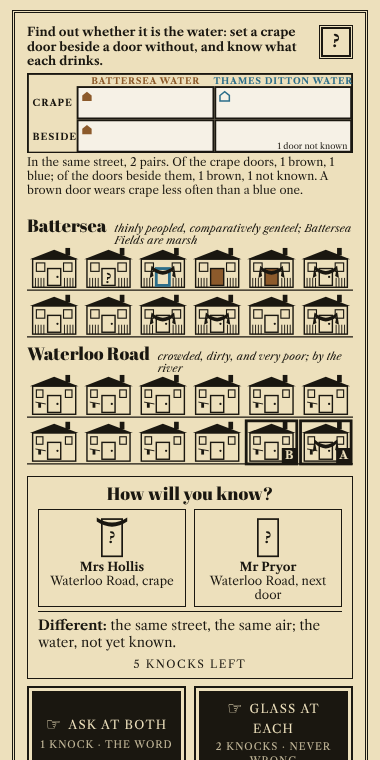 Find out whether it is the water: set a crape
door beside a door without, and know what
each drinks.
?
BATTERSEA WATER THAMES DITTON WATER
CRAPE
BESIDE
1 door not known
In the same street, 2 pairs. Of the crape doors, 1 brown, 1
blue; of the doors beside them, 1 brown, 1 not known. A
brown door wears crape less often than a blue one.
Battersea thinly peopled, comparatively genteel; Battersea
Fields are marsh
?
Waterloo Road crowded, dirty, and very poor; by the
river
B
A
How will you know?
?
Mrs Hollis
Waterloo Road, crape
?
Mr Pryor
Waterloo Road, next
door
Different: the same street, the same air; the
water, not yet known.
5 KNOCKS LEFT
☞ ASK AT BOTH
1 KNOCK · THE WORD
☞ GLASS AT
EACH
2 KNOCKS · NEVER
WRONG